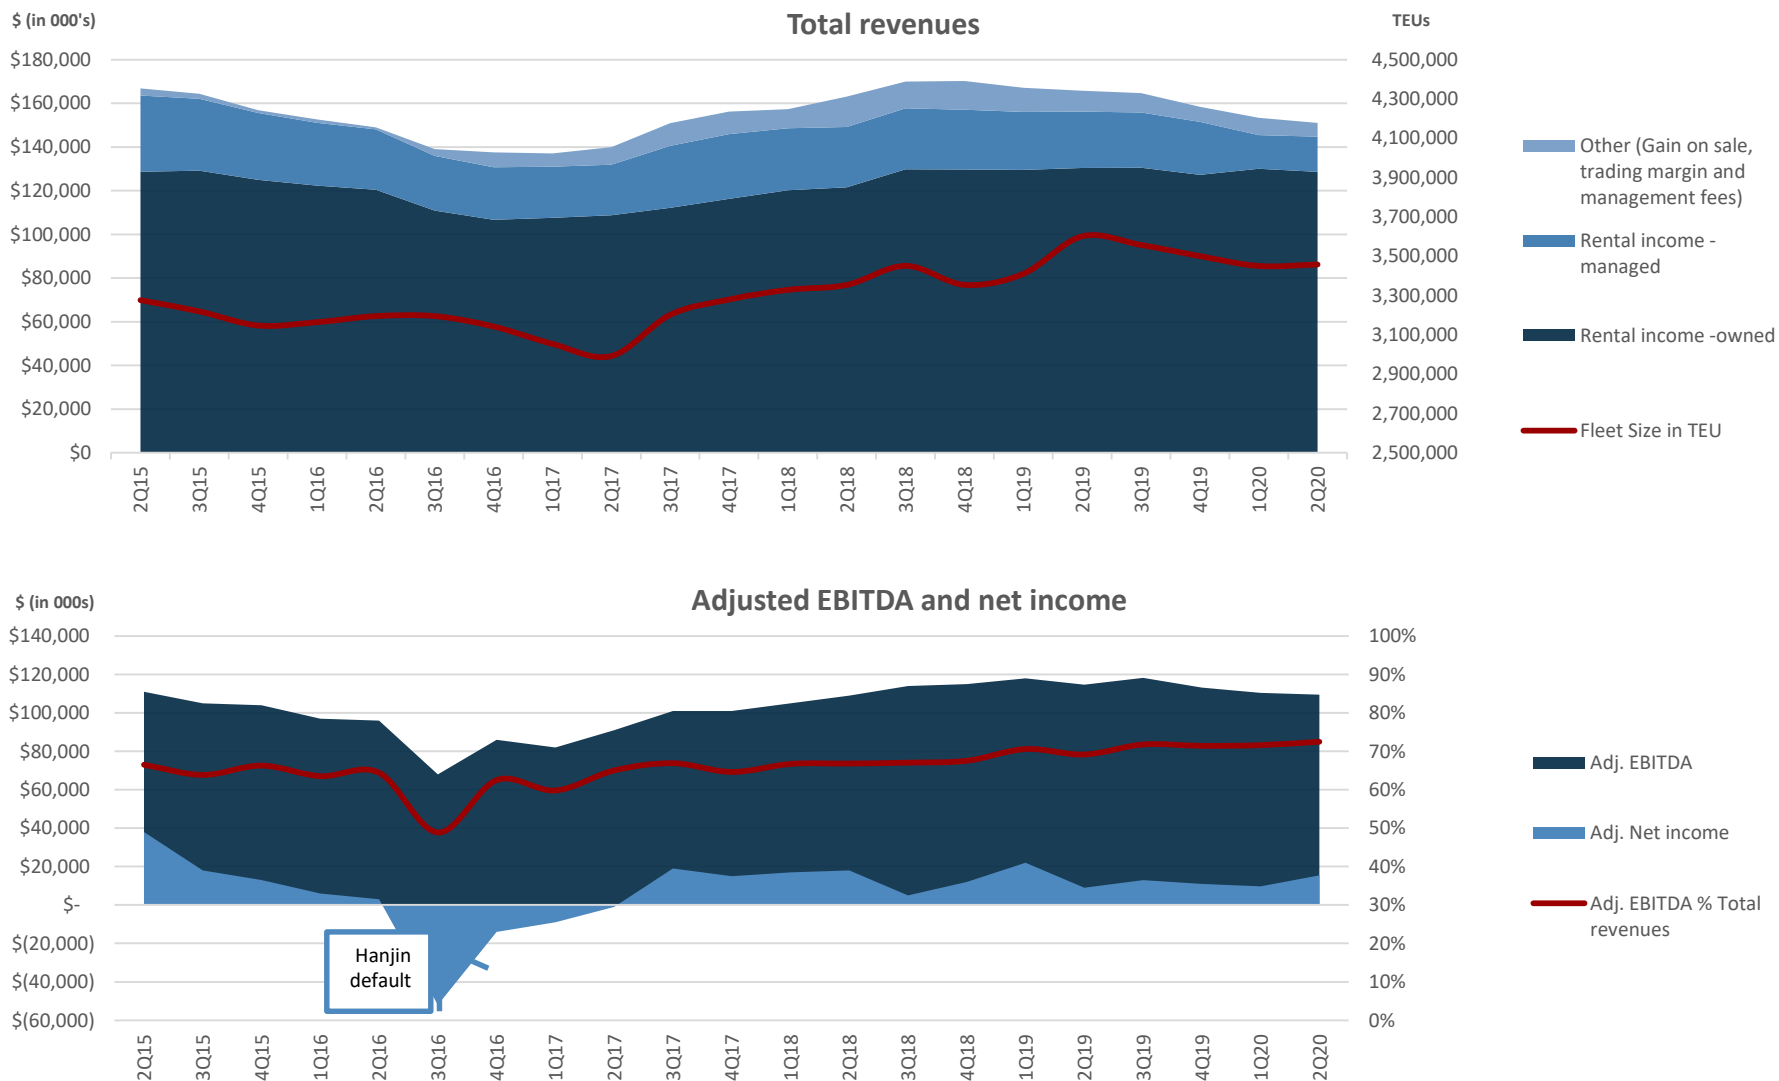 $ (in 000's)
Total revenues
TEUs
$180,000
$160,000
$140,000
$120,000
$100,000
$80,000
$60,000
$40,000
$20,000
$0
4,500,000
4,300,000
4,100,000
3,900,000
3,700,000
3,500,000
3,300,000
3,100,000
2,900,000
2,700,000
2,500,000
2Q15
3Q15
4Q15
1Q16
2Q16
3Q16
4Q16
1Q17
2Q17
3Q17
4Q17
1Q18
2Q18
3Q18
4Q18
1Q19
2Q19
3Q19
4Q19
1Q20
2Q20
Other (Gain on sale,
trading margin and
management fees)
Rental income -
managed
Rental income -owned
Fleet Size in TEU
$ (in 000s)
Adjusted EBITDA and net income
$140,000
$120,000
$100,000
$80,000
$60,000
$40,000
$20,000
$-
$(20,000)
$(40,000)
$(60,000)
100%
90%
80%
70%
60%
50%
40%
30%
20%
10%
0%
Hanjin
default
2Q15
3Q15
4Q15
1Q16
2Q16
3Q16
4Q16
1Q17
2Q17
3Q17
4Q17
1Q18
2Q18
3Q18
4Q18
1Q19
2Q19
3Q19
4Q19
1Q20
2Q20
Adj. EBITDA
Adj. Net income
Adj. EBITDA % Total
revenues